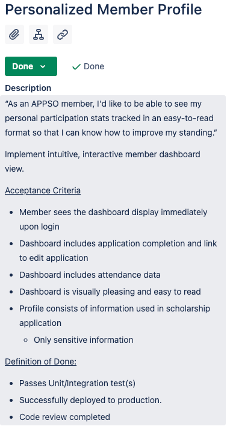 Personalized Member Profile
Done
Done
Description
“As an APPSO member, I'd like to be able to see my
personal participation stats tracked in an easy-to-read
format so that I can know how to improve my standing.”
Implement intuitive, interactive member dashboard
view.
Acceptance Criteria
• Member sees the dashboard display immediately
upon login
• Dashboard includes application completion and link
to edit application
• Dashboard includes attendance data
• Dashboard is visually pleasing and easy to read
• Profile consists of information used in scholarship
application
○ Only sensitive information
Definition of Done:
• Passes Unit/Integration test(s)
• Successfully deployed to production.
• Code review completed